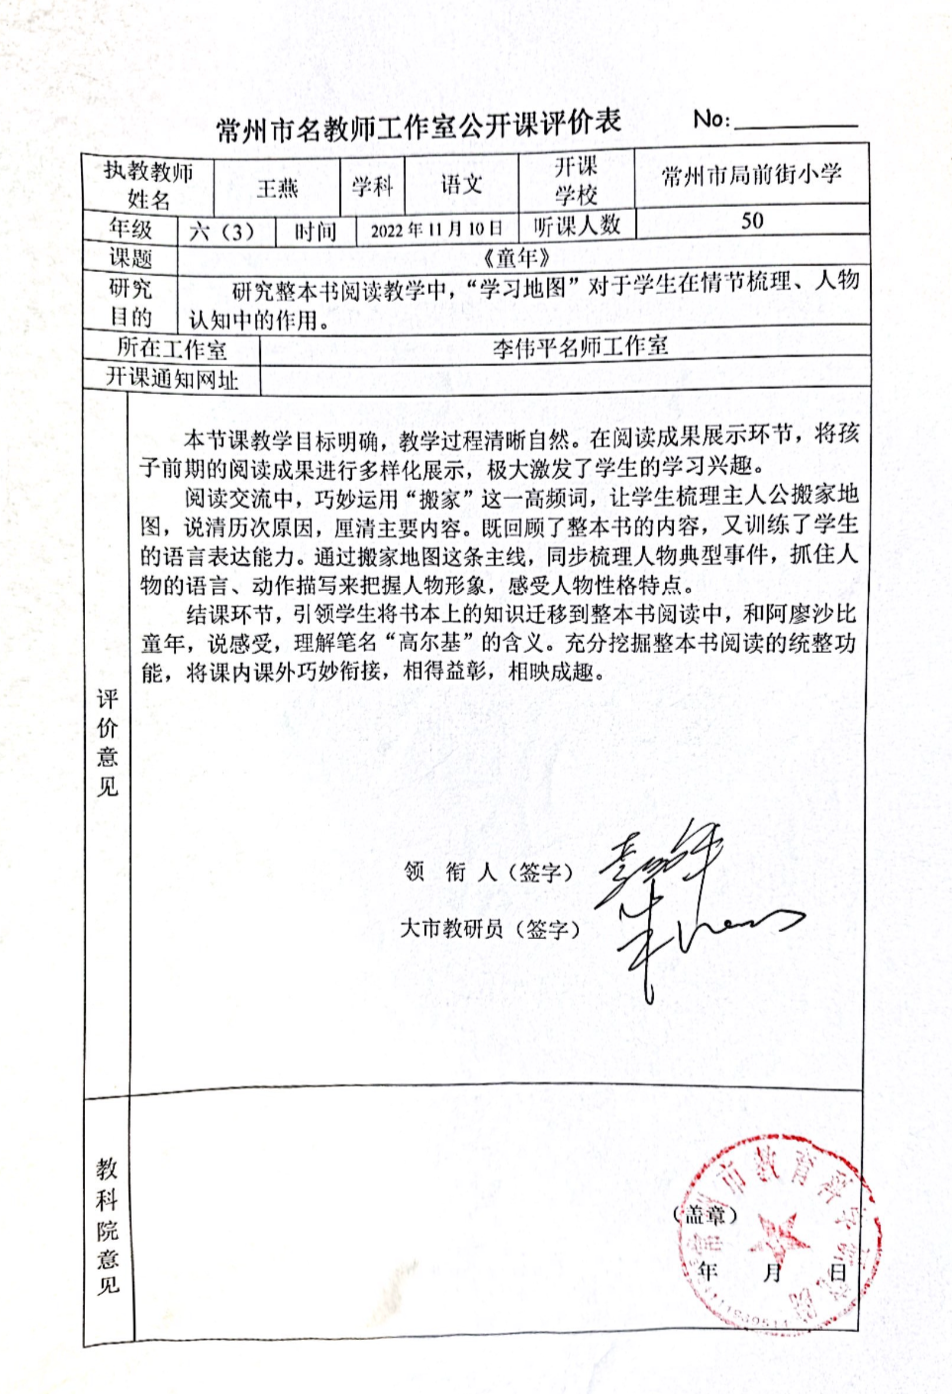 常州市名教师工作室公开课评价表 No:
执教教师姓名 王燕 学科 语文 开课学校 常州市局前街小学
年级 六（3） 时间 2022年11月10日 听课人数 50
课题 《童年》
研究目的 研究整本书阅读教学中，“学习地图”对于学生在情节梳理、人物
认知中的作用。
所在工作室 李伟平名师工作室
开课通知网址
评价意见
本节课教学目标明确，教学过程清晰自然。在阅读成果展示环节，将孩
子前期的阅读成果进行多样化展示，极大激发了学生的学习兴趣。
阅读交流中，巧妙运用“搬家”这一高频词，让学生梳理主人公搬家地
图，说清历次原因，厘清主要内容。既回顾了整本书的内容，又训练了学生
的语言表达能力。通过搬家地图这条主线，同步梳理人物典型事件，抓住人
物的语言、动作描写来把握人物形象，感受人物性格特点。
结课环节，引领学生将书本上的知识迁移到整本书阅读中，和阿廖沙比
童年，说感受，理解笔名“高尔基”的含义。充分挖掘整本书阅读的统整功
能，将课内课外巧妙衔接，相得益彰，相映成趣。
领 衔 人（签字）
大市教研员（签字）
教科院意见
（盖章）
年 月 日
常州市教育科学研究院